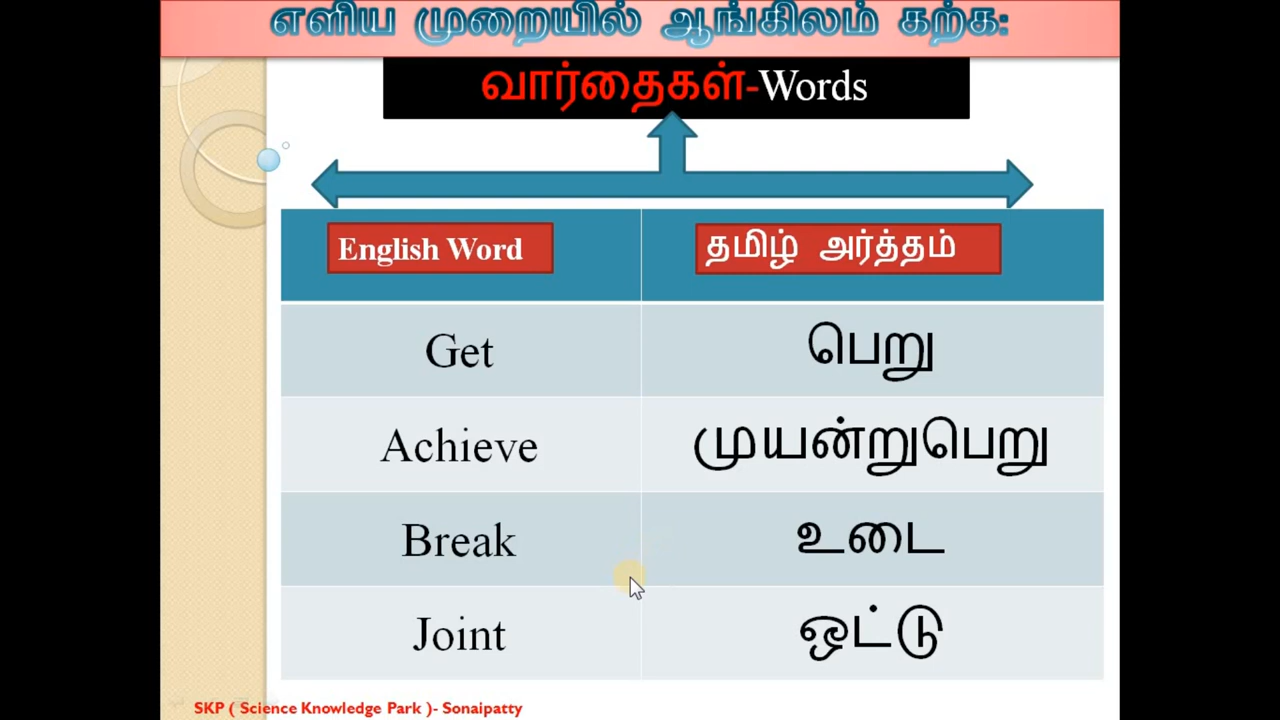 எளிய முறையில் ஆங்கிலம் கற்க:
வார்தைகள்-Words
English Word தமிழ் அர்த்தம்
Get பெறு
Achieve முயன்றுபெறு
Break உடை
Joint ஒட்டு
SKP ( Science Knowledge Park )- Sonaipatty